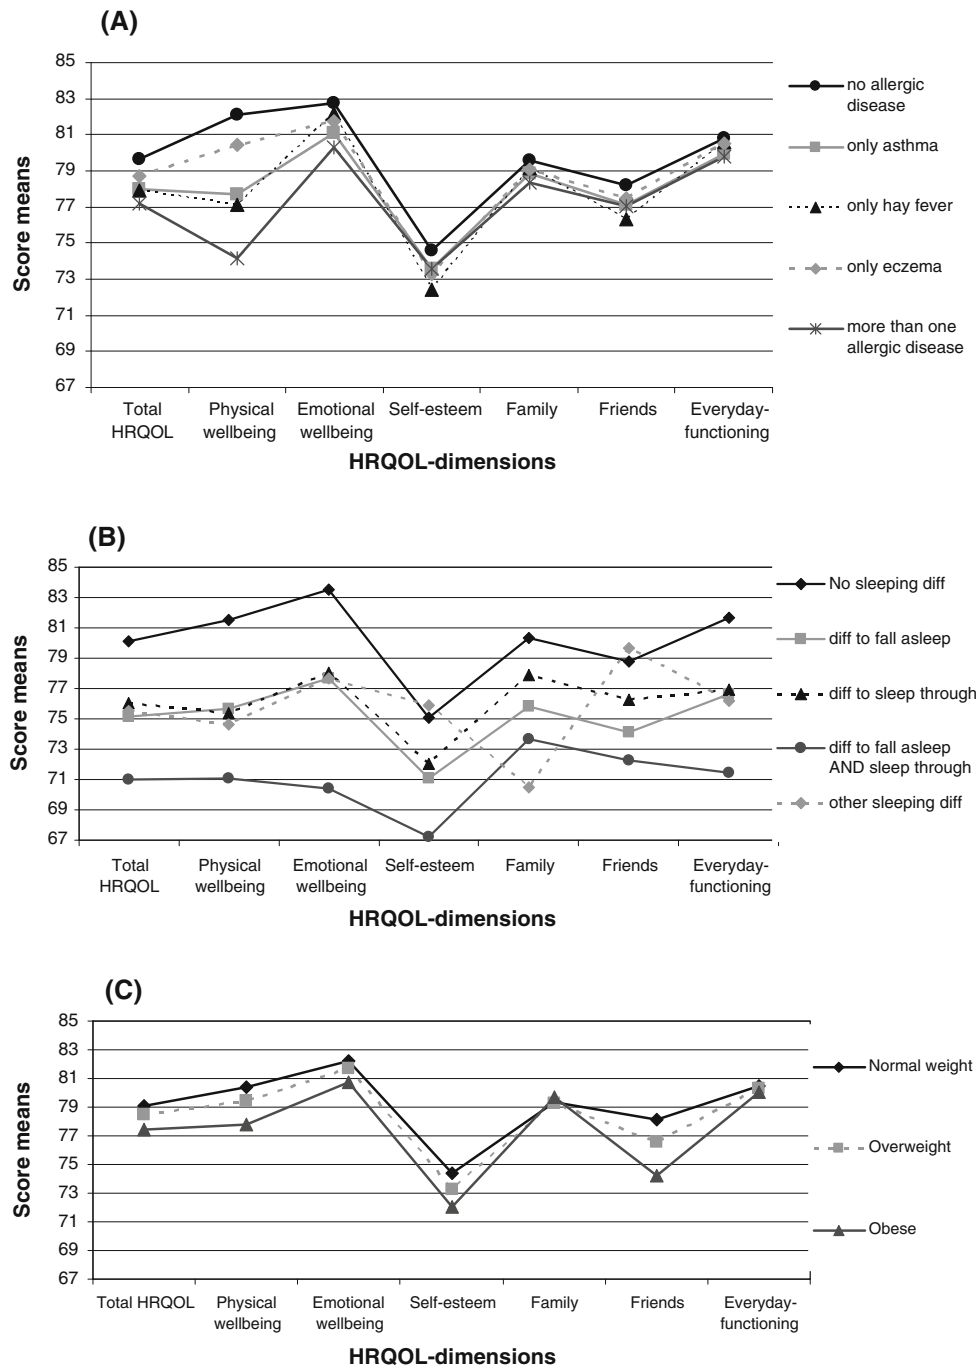 (A)
85
83
81
79
77
75
73
71
69
67
Score means
Total
HRQOL
Physical
wellbeing
Emotional
wellbeing
Self-esteem
Family
Friends
Everyday-
functioning
HRQOL-dimensions
no allergic
disease
only asthma
only hay fever
only eczema
more than one
allergic disease
(B)
85
83
81
79
77
75
73
71
69
67
Score means
Total
HRQOL
Physical
wellbeing
Emotional
wellbeing
Self-esteem
Family
Friends
Everyday-
functioning
HRQOL-dimensions
No sleeping diff
diff to fall asleep
diff to sleep through
diff to fall asleep
AND sleep through
other sleeping diff
(C)
85
83
81
79
77
75
73
71
69
67
Score means
Total HRQOL
Physical
wellbeing
Emotional
wellbeing
Self-esteem
Family
Friends
Everyday-
functioning
HRQOL-dimensions
Normal weight
Overweight
Obese